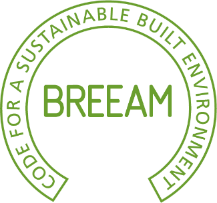 CODE FOR A SUSTAINABLE BUILT ENVIRONMENT
BREEAM